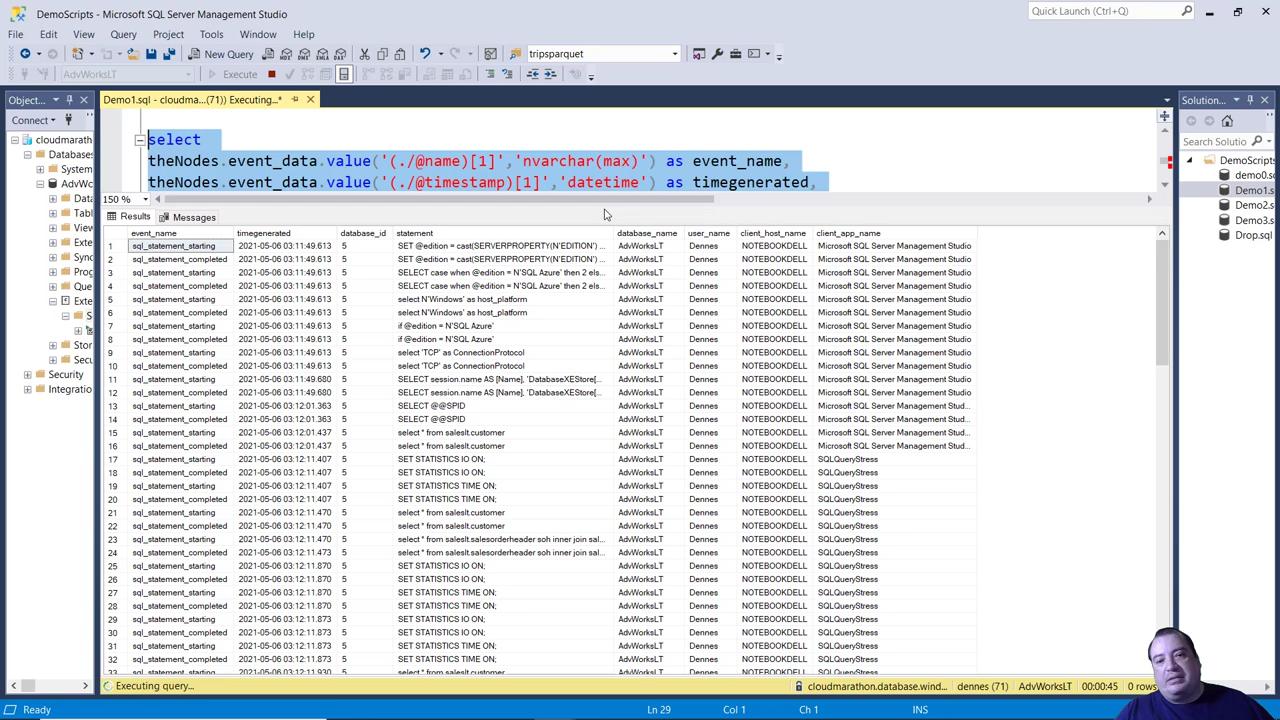 DemoScripts - Microsoft SQL Server Management Studio
Quick Launch (Ctrl+Q)
File Edit View Query Project Tools Window Help
New Query MDX DMX XMLA DAX tripsparquet
AdvWorksLT Execute
Objec... Demo1.sql - cloudma...(71)) Executing...* Solution...
Connect
cloudmarath
Databases
System
AdvWo
Data
Tabl
View
Exte
Syno
Prog
Que
Exte
S
Stor
Secu
Security
Integratio
select
theNodes.event_data.value('(./@name)[1]','nvarchar(max)') as event_name,
theNodes.event_data.value('(./@timestamp)[1]','datetime') as timegenerated,
150 %
Results Messages
event_name timegenerated database_id statement database_name user_name client_host_name client_app_name
1 sql_statement_starting 2021-05-06 03:11:49.613 5 SET @edition = cast(SERVERPROPERTY(N'EDITION') ... AdvWorksLT Dennes NOTEBOOKDELL Microsoft SQL Server Management Studio
2 sql_statement_completed 2021-05-06 03:11:49.613 5 SET @edition = cast(SERVERPROPERTY(N'EDITION') ... AdvWorksLT Dennes NOTEBOOKDELL Microsoft SQL Server Management Studio
3 sql_statement_starting 2021-05-06 03:11:49.613 5 SELECT case when @edition = N'SQL Azure' then 2 els... AdvWorksLT Dennes NOTEBOOKDELL Microsoft SQL Server Management Studio
4 sql_statement_completed 2021-05-06 03:11:49.613 5 SELECT case when @edition = N'SQL Azure' then 2 els... AdvWorksLT Dennes NOTEBOOKDELL Microsoft SQL Server Management Studio
5 sql_statement_starting 2021-05-06 03:11:49.613 5 select N'Windows' as host_platform AdvWorksLT Dennes NOTEBOOKDELL Microsoft SQL Server Management Studio
6 sql_statement_completed 2021-05-06 03:11:49.613 5 select N'Windows' as host_platform AdvWorksLT Dennes NOTEBOOKDELL Microsoft SQL Server Management Studio
7 sql_statement_starting 2021-05-06 03:11:49.613 5 if @edition = N'SQL Azure' AdvWorksLT Dennes NOTEBOOKDELL Microsoft SQL Server Management Studio
8 sql_statement_completed 2021-05-06 03:11:49.613 5 if @edition = N'SQL Azure' AdvWorksLT Dennes NOTEBOOKDELL Microsoft SQL Server Management Studio
9 sql_statement_starting 2021-05-06 03:11:49.613 5 select 'TCP' as ConnectionProtocol AdvWorksLT Dennes NOTEBOOKDELL Microsoft SQL Server Management Studio
10 sql_statement_completed 2021-05-06 03:11:49.613 5 select 'TCP' as ConnectionProtocol AdvWorksLT Dennes NOTEBOOKDELL Microsoft SQL Server Management Studio
11 sql_statement_starting 2021-05-06 03:11:49.680 5 SELECT session.name AS [Name], 'DatabaseXEStore[... AdvWorksLT Dennes NOTEBOOKDELL Microsoft SQL Server Management Studio
12 sql_statement_completed 2021-05-06 03:11:49.680 5 SELECT session.name AS [Name], 'DatabaseXEStore[... AdvWorksLT Dennes NOTEBOOKDELL Microsoft SQL Server Management Studio
13 sql_statement_starting 2021-05-06 03:12:01.363 5 SELECT @@SPID AdvWorksLT Dennes NOTEBOOKDELL Microsoft SQL Server Management Stud...
14 sql_statement_completed 2021-05-06 03:12:01.363 5 SELECT @@SPID AdvWorksLT Dennes NOTEBOOKDELL Microsoft SQL Server Management Stud...
15 sql_statement_starting 2021-05-06 03:12:01.437 5 select * from saleslt.customer AdvWorksLT Dennes NOTEBOOKDELL Microsoft SQL Server Management Stud...
16 sql_statement_completed 2021-05-06 03:12:01.437 5 select * from saleslt.customer AdvWorksLT Dennes NOTEBOOKDELL Microsoft SQL Server Management Stud...
17 sql_statement_starting 2021-05-06 03:12:11.407 5 SET STATISTICS IO ON; AdvWorksLT Dennes NOTEBOOKDELL SQLQueryStress
18 sql_statement_completed 2021-05-06 03:12:11.407 5 SET STATISTICS IO ON; AdvWorksLT Dennes NOTEBOOKDELL SQLQueryStress
19 sql_statement_starting 2021-05-06 03:12:11.407 5 SET STATISTICS TIME ON; AdvWorksLT Dennes NOTEBOOKDELL SQLQueryStress
20 sql_statement_completed 2021-05-06 03:12:11.407 5 SET STATISTICS TIME ON; AdvWorksLT Dennes NOTEBOOKDELL SQLQueryStress
21 sql_statement_starting 2021-05-06 03:12:11.470 5 select * from saleslt.customer AdvWorksLT Dennes NOTEBOOKDELL SQLQueryStress
22 sql_statement_completed 2021-05-06 03:12:11.470 5 select * from saleslt.customer AdvWorksLT Dennes NOTEBOOKDELL SQLQueryStress
23 sql_statement_starting 2021-05-06 03:12:11.470 5 select * from saleslt.salesorderheader soh inner join sal... AdvWorksLT Dennes NOTEBOOKDELL SQLQueryStress
24 sql_statement_completed 2021-05-06 03:12:11.473 5 select * from saleslt.salesorderheader soh inner join sal... AdvWorksLT Dennes NOTEBOOKDELL SQLQueryStress
25 sql_statement_starting 2021-05-06 03:12:11.870 5 SET STATISTICS IO ON; AdvWorksLT Dennes NOTEBOOKDELL SQLQueryStress
26 sql_statement_completed 2021-05-06 03:12:11.870 5 SET STATISTICS IO ON; AdvWorksLT Dennes NOTEBOOKDELL SQLQueryStress
27 sql_statement_starting 2021-05-06 03:12:11.870 5 SET STATISTICS TIME ON; AdvWorksLT Dennes NOTEBOOKDELL SQLQueryStress
28 sql_statement_completed 2021-05-06 03:12:11.870 5 SET STATISTICS TIME ON; AdvWorksLT Dennes NOTEBOOKDELL SQLQueryStress
29 sql_statement_starting 2021-05-06 03:12:11.873 5 SET STATISTICS IO ON; AdvWorksLT Dennes NOTEBOOKDELL SQLQueryStress
30 sql_statement_completed 2021-05-06 03:12:11.873 5 SET STATISTICS IO ON; AdvWorksLT Dennes NOTEBOOKDELL SQLQueryStress
31 sql_statement_starting 2021-05-06 03:12:11.873 5 SET STATISTICS TIME ON; AdvWorksLT Dennes NOTEBOOKDELL SQLQueryStress
32 sql_statement_completed 2021-05-06 03:12:11.873 5 SET STATISTICS TIME ON; AdvWorksLT Dennes NOTEBOOKDELL SQLQueryStress
33 sql_statement_starting 2021-05-06 03:12:11.930 5 select * from saleslt.customer AdvWorksLT Dennes NOTEBOOKDELL SQLQueryStress
Search Solutio
DemoScripts
demo0.s
Demo1.s
Demo2.s
Demo3.s
Drop.sql
Executing query... cloudmarathon.database.wind... dennes (71) AdvWorksLT 00:00:45 0 rows
Ready Ln 29 Col 1 Ch 1 INS